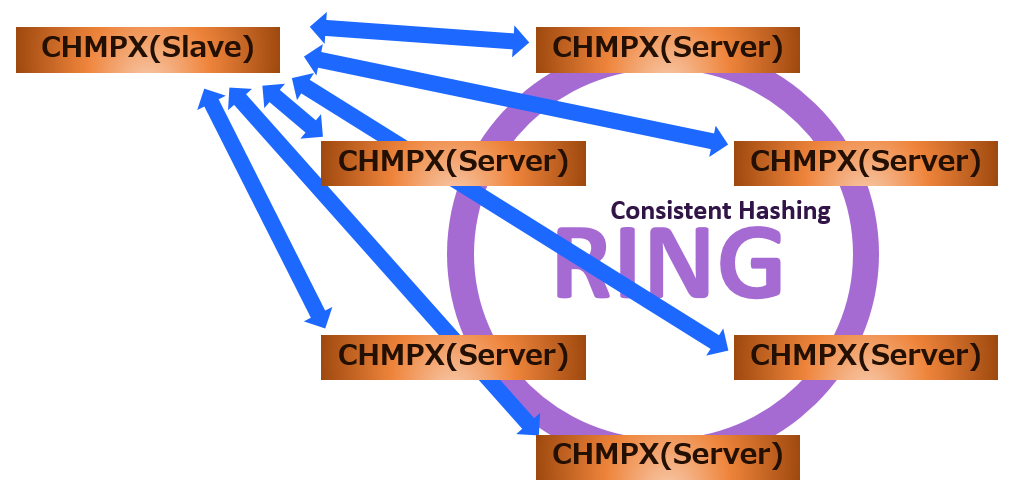 CHMPX(Slave)
CHMPX(Server)
CHMPX(Server)
CHMPX(Server)
Consistent Hashing
RING
CHMPX(Server)
CHMPX(Server)
CHMPX(Server)